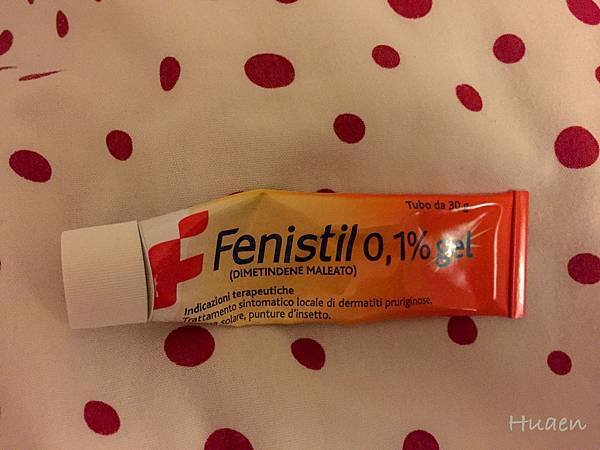 Tubo da 30 g
Fenistil 0,1% gel
(DIMETINDENE MALEATO)
Indicazioni terapeutiche
Trattamento sintomatico locale di dermatiti pruriginose,
solare, punture d'insetto.
Huaen